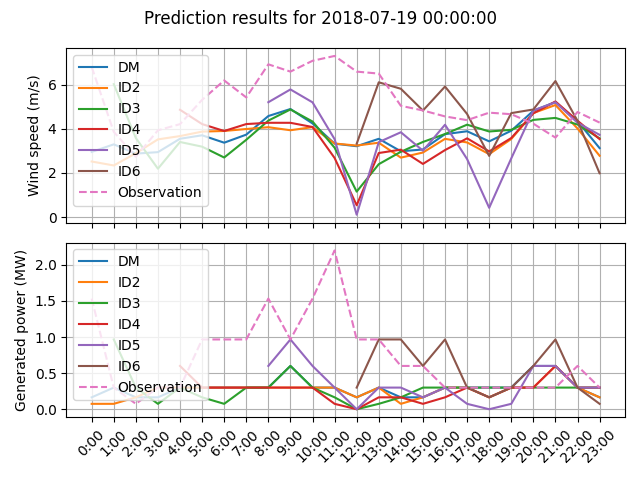 Prediction results for 2018-07-19 00:00:00
Wind speed (m/s)
6
4
2
0
DM
ID2
ID3
ID4
ID5
ID6
Observation
Generated power (MW)
2.0
1.5
1.0
0.5
0.0
DM
ID2
ID3
ID4
ID5
ID6
Observation
0:00 1:00 2:00 3:00 4:00 5:00 6:00 7:00 8:00 9:00 10:00 11:00 12:00 13:00 14:00 15:00 16:00 17:00 18:00 19:00 20:00 21:00 22:00 23:00